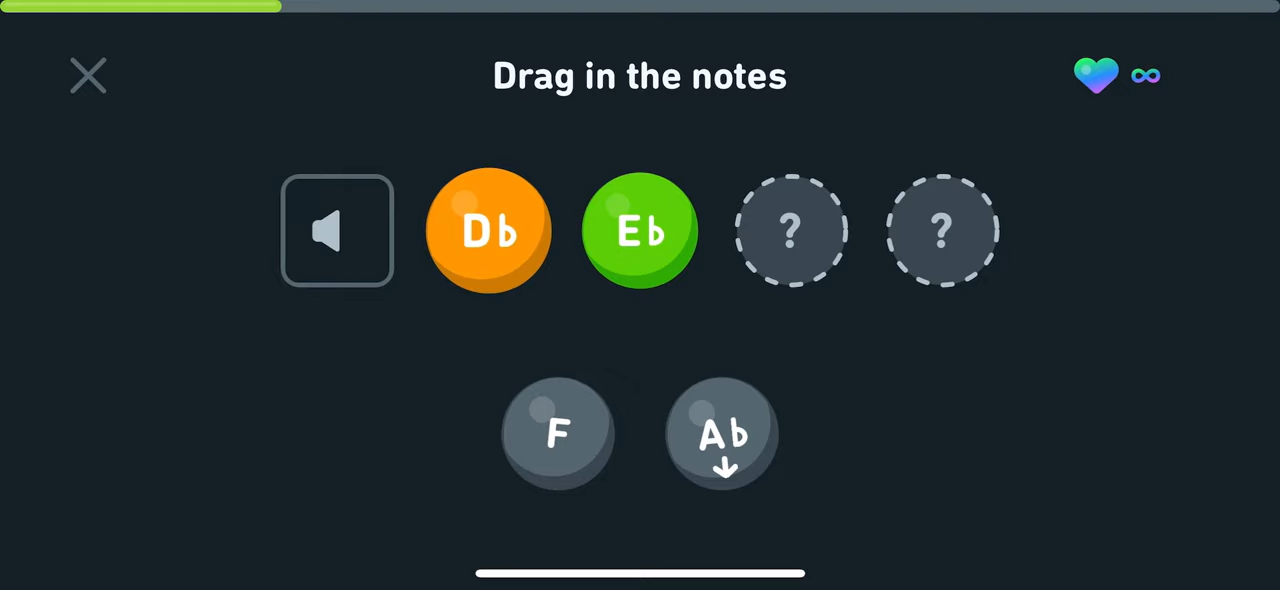 Drag in the notes
∞
D♭ E♭ ? ?
F A♭
↓